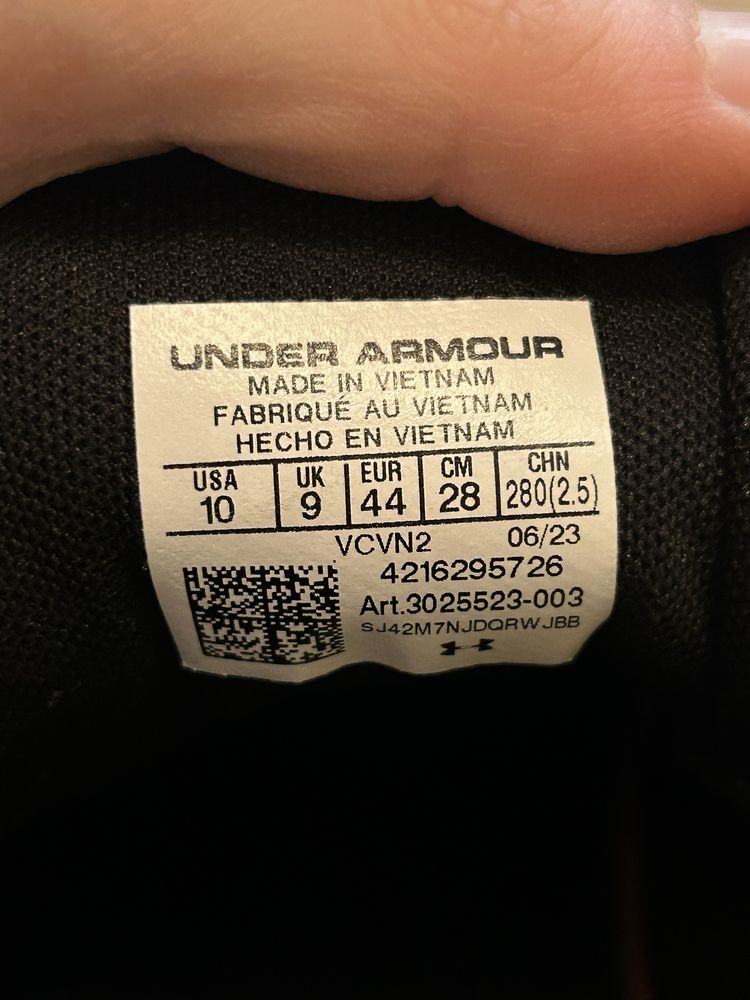 UNDER ARMOUR
MADE IN VIETNAM
FABRIQUÉ AU VIETNAM
HECHO EN VIETNAM
USA UK EUR CM CHN
10 9 44 28 280(2.5)
VCVN2 06/23
4216295726
Art.3025523-003
SJ42M7NJDQRWJBB